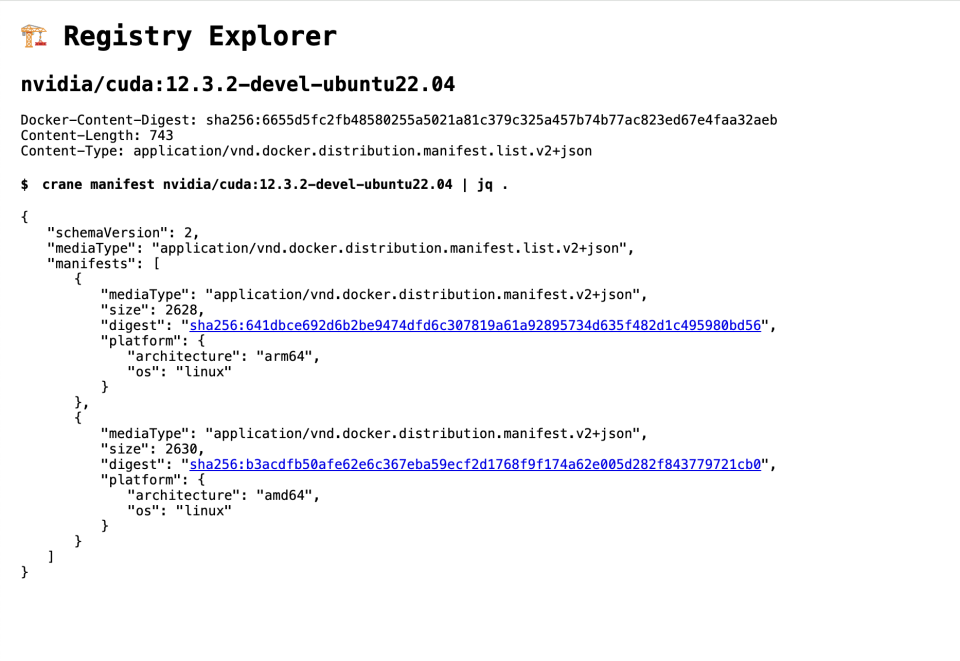 Registry Explorer
nvidia/cuda:12.3.2-devel-ubuntu22.04
Docker-Content-Digest: sha256:6655d5fc2fb48580255a5021a81c379c325a457b74b77ac823ed67e4faa32aeb
Content-Length: 743
Content-Type: application/vnd.docker.distribution.manifest.list.v2+json
$ crane manifest nvidia/cuda:12.3.2-devel-ubuntu22.04 | jq .
{
"schemaVersion": 2,
"mediaType": "application/vnd.docker.distribution.manifest.list.v2+json",
"manifests": [
{
"mediaType": "application/vnd.docker.distribution.manifest.v2+json",
"size": 2628,
"digest": "sha256:641dbce692d6b2be9474dfd6c307819a61a92895734d635f482d1c495980bd56",
"platform": {
"architecture": "arm64",
"os": "linux"
}
},
{
"mediaType": "application/vnd.docker.distribution.manifest.v2+json",
"size": 2630,
"digest": "sha256:b3acdfb50afe62e6c367eba59ecf2d1768f9f174a62e005d282f843779721cb0",
"platform": {
"architecture": "amd64",
"os": "linux"
}
}
]
}